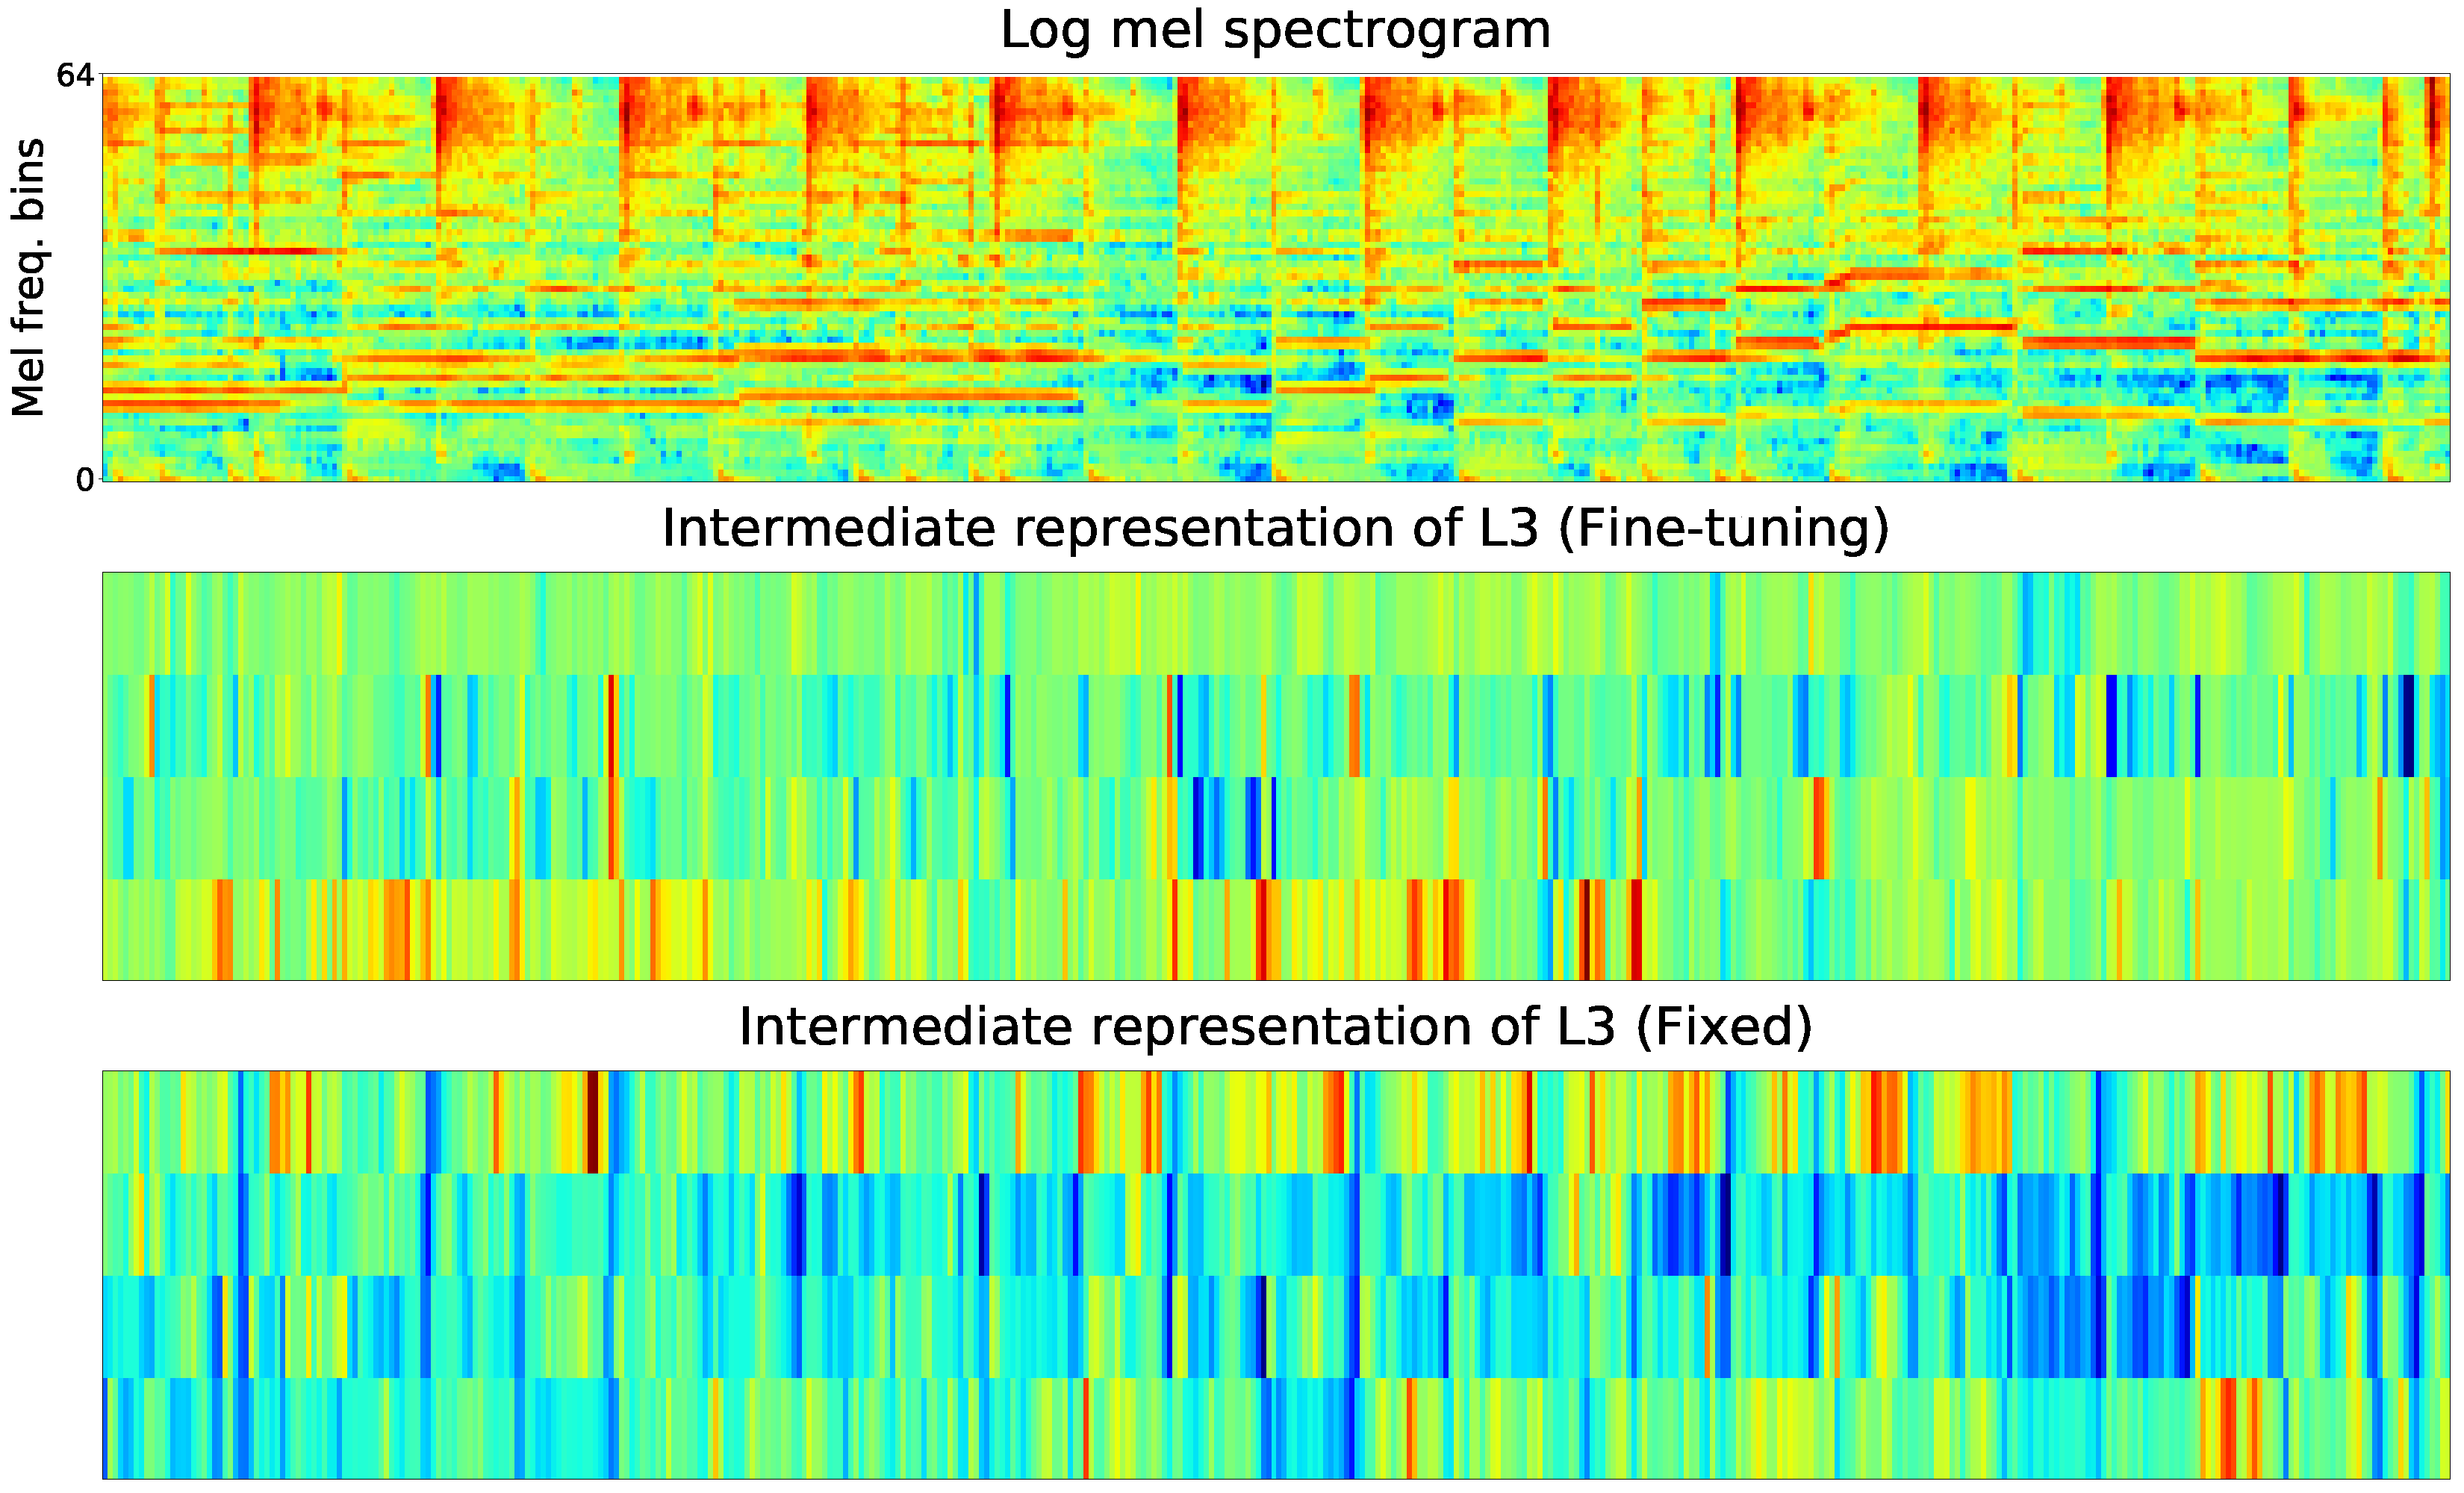 Log mel spectrogram
64
Mel freq. bins
0
Intermediate representation of L3 (Fine-tuning)
Intermediate representation of L3 (Fixed)